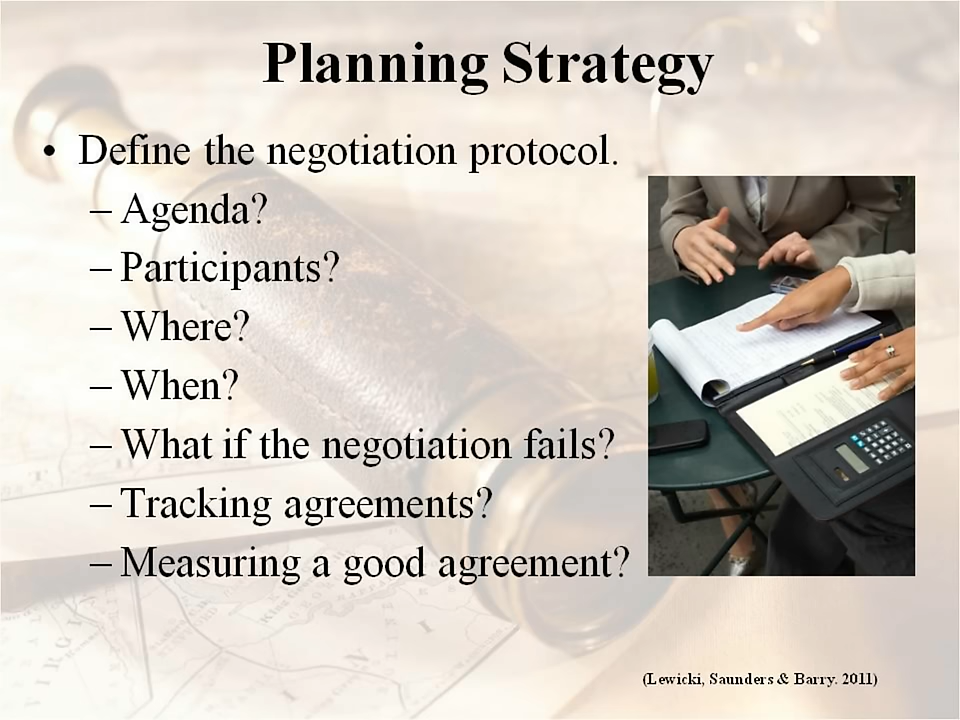 Planning Strategy
• Define the negotiation protocol.
– Agenda?
– Participants?
– Where?
– When?
– What if the negotiation fails?
– Tracking agreements?
– Measuring a good agreement?
(Lewicki, Saunders & Barry. 2011)